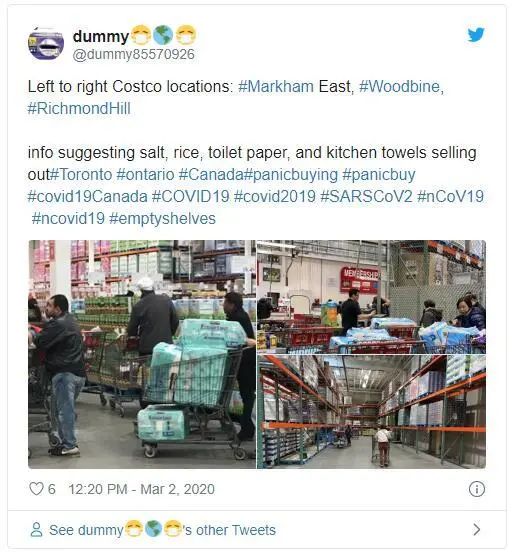 dummy😷🌎😷
@dummy85570926
Left to right Costco locations: #Markham East, #Woodbine,
#RichmondHill
info suggesting salt, rice, toilet paper, and kitchen towels selling
out#Toronto #ontario #Canada#panicbuying #panicbuy
#covid19Canada #COVID19 #covid2019 #SARSCoV2 #nCoV19
#ncovid19 #emptyshelves
MEMBERSHIP
6 12:20 PM - Mar 2, 2020
See dummy😷🌎😷's other Tweets